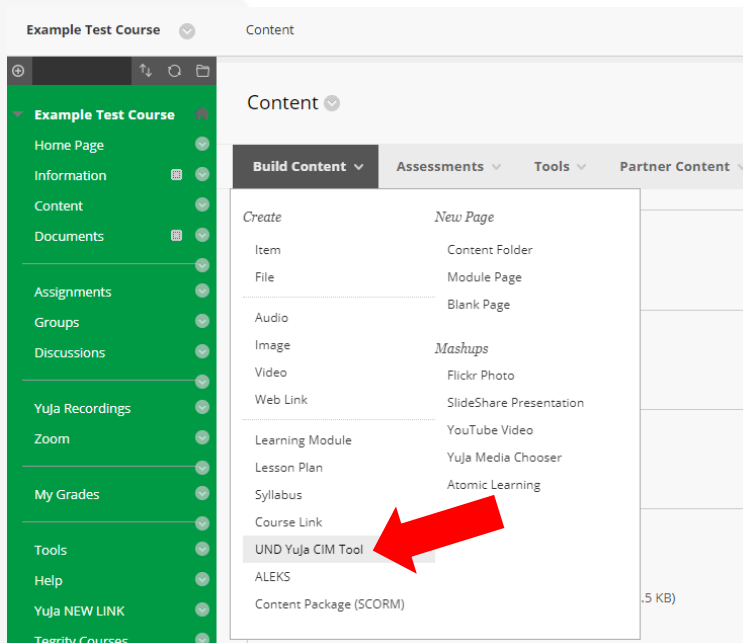 Example Test Course
Content
Example Test Course
Home Page
Information
Content
Documents
Assignments
Groups
Discussions
YuJa Recordings
Zoom
My Grades
Tools
Help
YuJa NEW LINK
Tegrity Courses
Content
Build Content
Assessments
Tools
Partner Content
Create
Item
File
Audio
Image
Video
Web Link
Learning Module
Lesson Plan
Syllabus
Course Link
UND YuJa CIM Tool
ALEKS
Content Package (SCORM)
New Page
Content Folder
Module Page
Blank Page
Mashups
Flickr Photo
SlideShare Presentation
YouTube Video
YuJa Media Chooser
Atomic Learning
.5 KB)